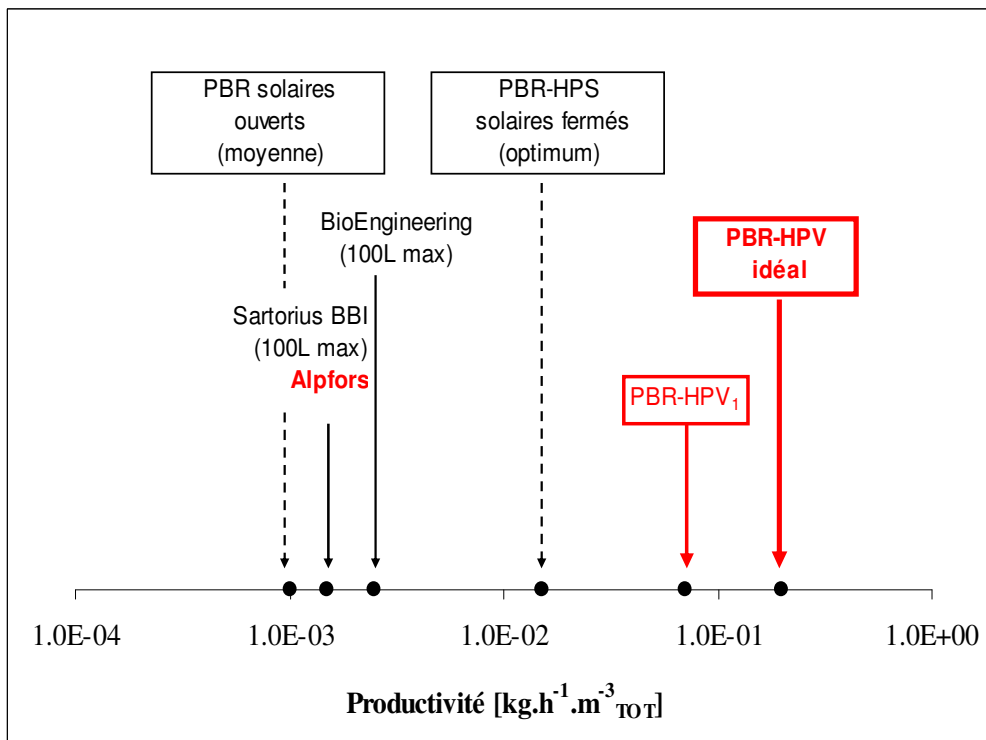 PBR solaires
ouverts
(moyenne)
PBR-HPS
solaires fermés
(optimum)
BioEngineering
(100L max)
PBR-HPV
idéal
Sartorius BBI
(100L max)
Alpfors
PBR-HPV₁
1.0E-04 1.0E-03 1.0E-02 1.0E-01 1.0E+00
Productivité [kg.h⁻¹.m⁻³TOT]